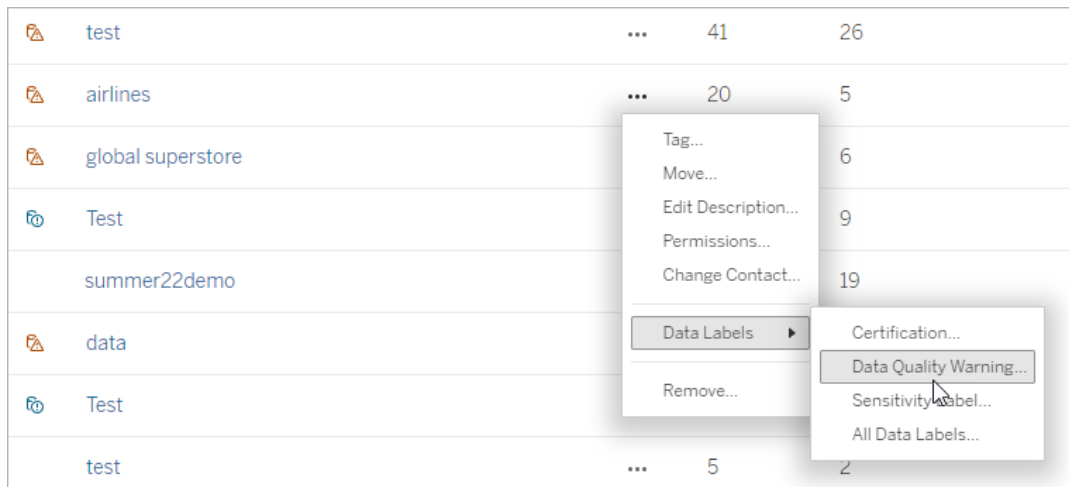 test ••• 41 26
airlines ••• 20 5
Tag...
global superstore 6
Move...
Edit Description...
Test 9
Permissions...
Change Contact...
summer22demo 19
Data Labels
Certification...
data
Data Quality Warning...
Remove...
Test
Sensitivity Label...
All Data Labels...
test ••• 5 2